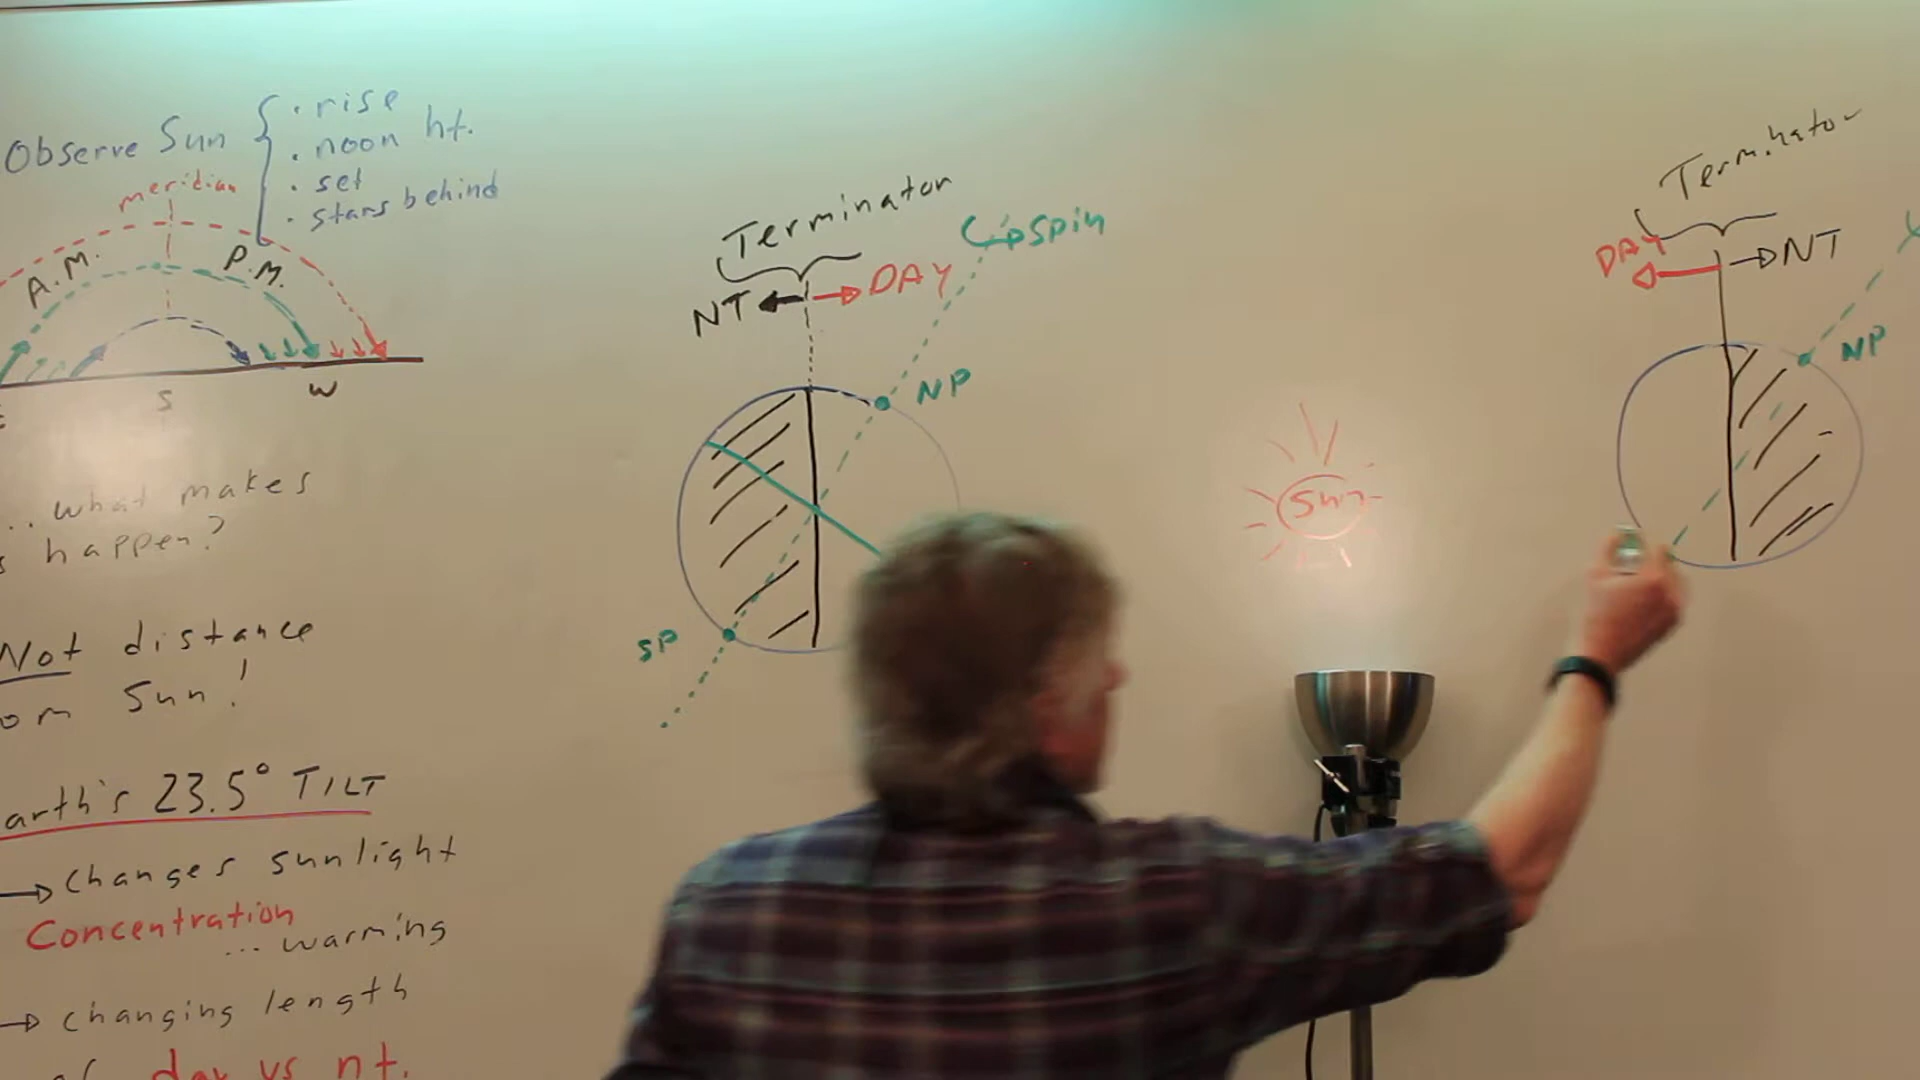 Observe Sun
• rise
• noon ht.
• set
• stars behind
meridian
A.M.
P.M.
S
W
.. what makes
happen?
Not distance
om Sun!
arth's 23.5° TILT
→ Changes sunlight
Concentration
... warming
→ changing length
day vs nt.
Terminator
NT
DAY
Spin
NP
SP
Sun
Terminator
DAY
NT
NP